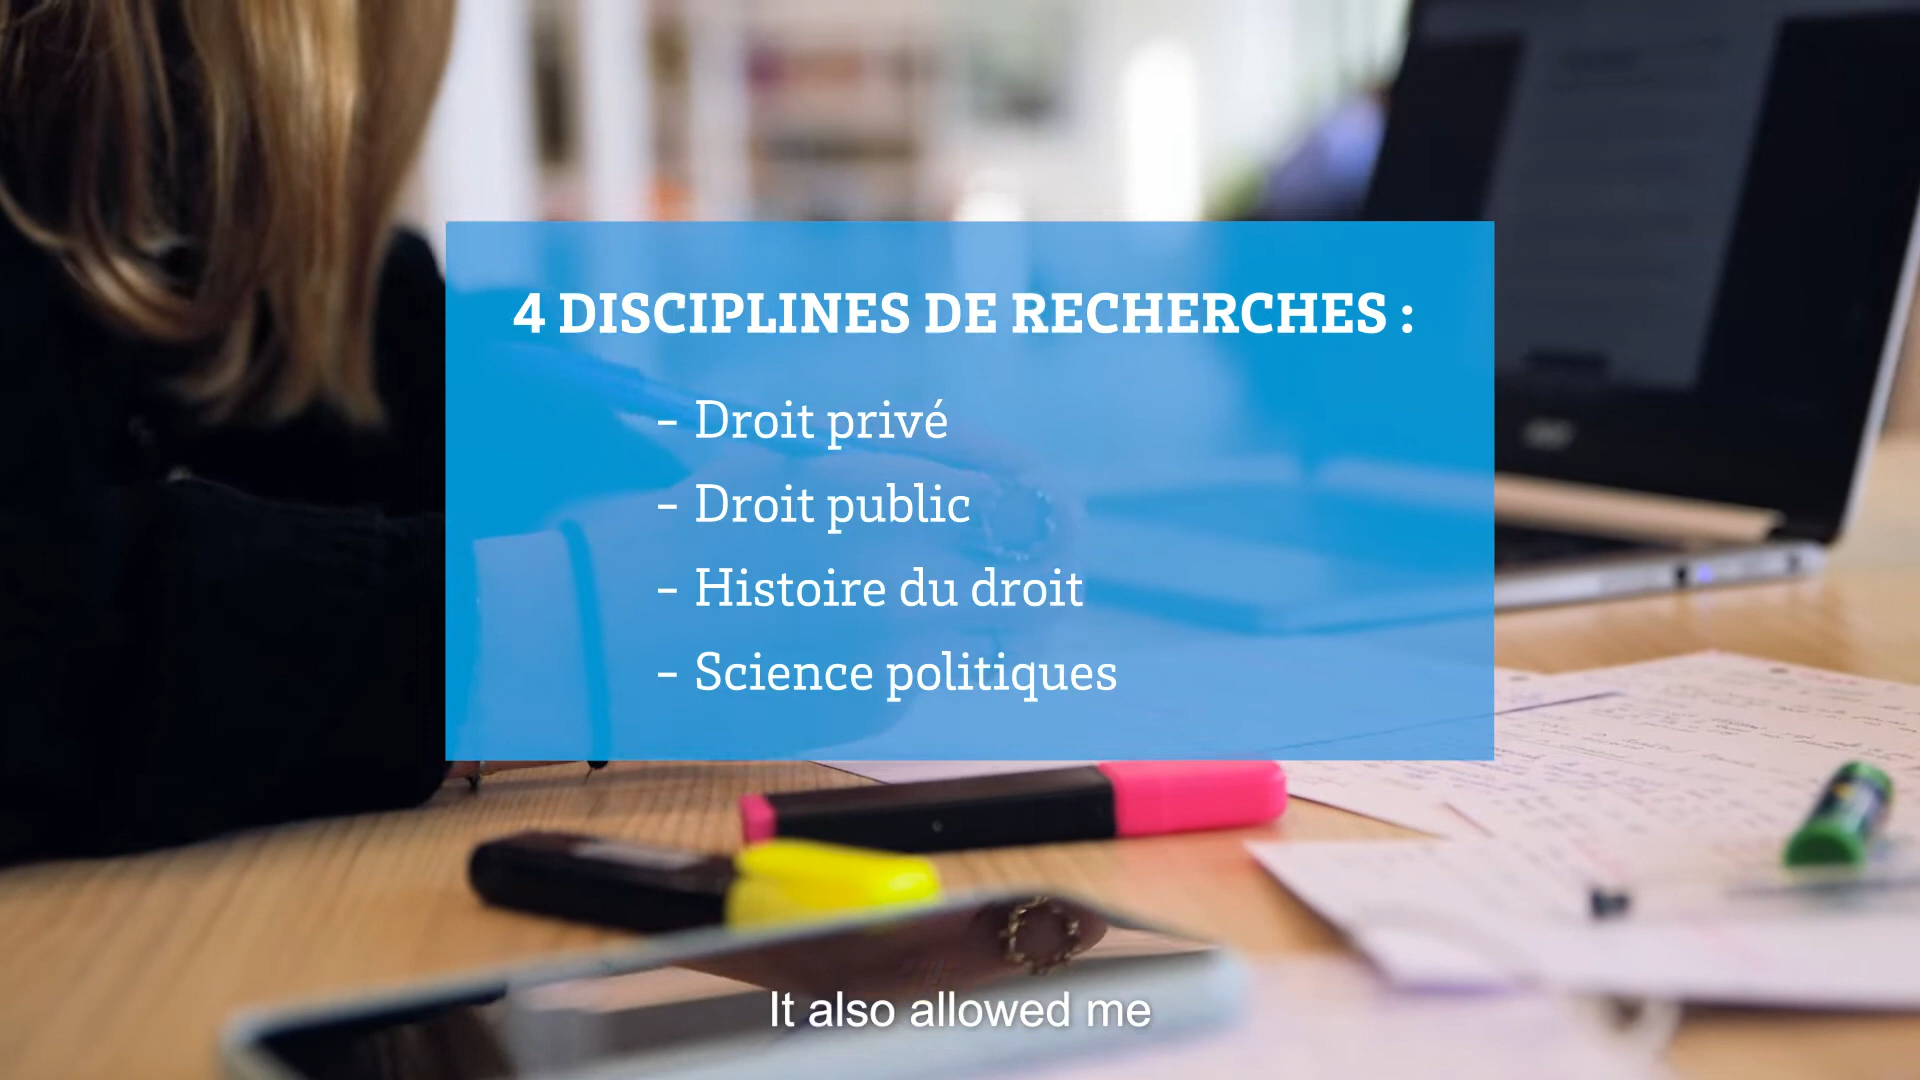 4 DISCIPLINES DE RECHERCHES :
- Droit privé
- Droit public
- Histoire du droit
- Science politiques
It also allowed me